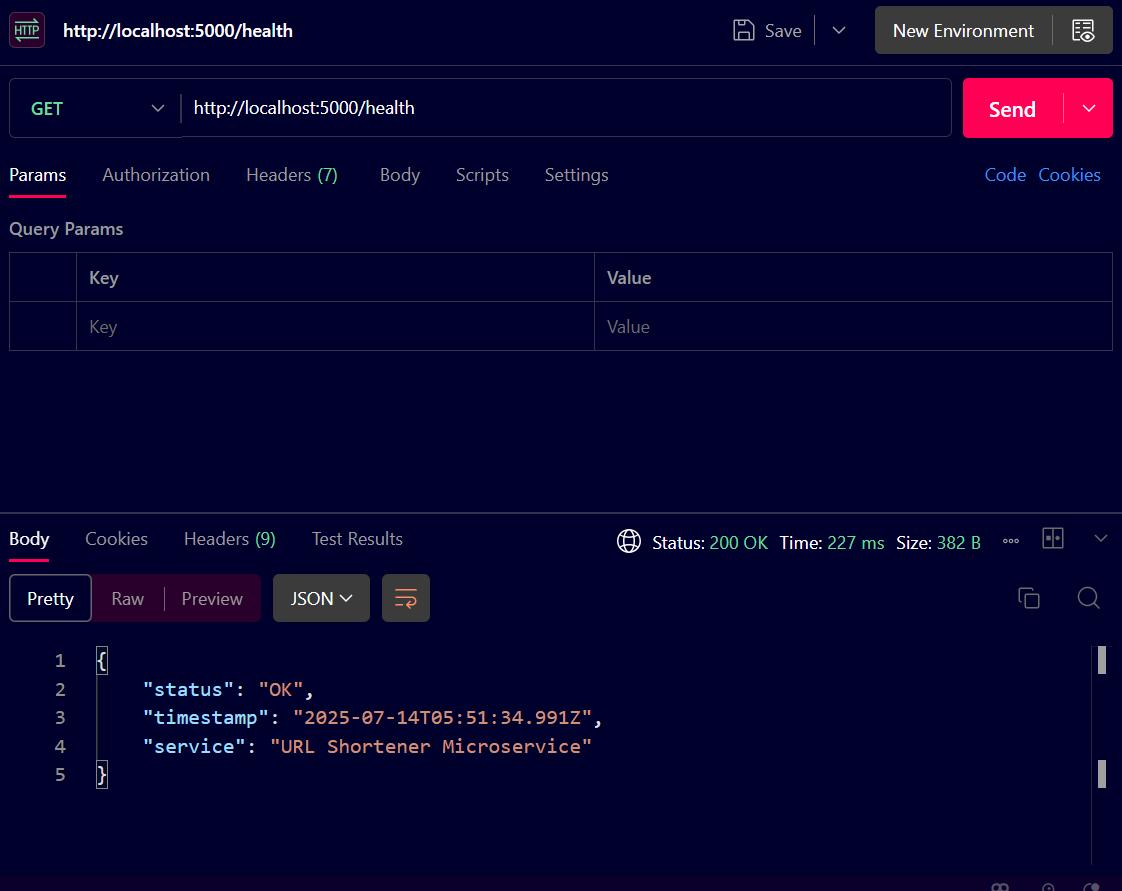 HTTP http://localhost:5000/health Save New Environment
GET http://localhost:5000/health Send
Params Authorization Headers (7) Body Scripts Settings Code Cookies
Query Params
Key Value
Key Value
Body Cookies Headers (9) Test Results Status: 200 OK Time: 227 ms Size: 382 B
Pretty Raw Preview JSON
1 {
2 "status": "OK",
3 "timestamp": "2025-07-14T05:51:34.991Z",
4 "service": "URL Shortener Microservice"
5 }